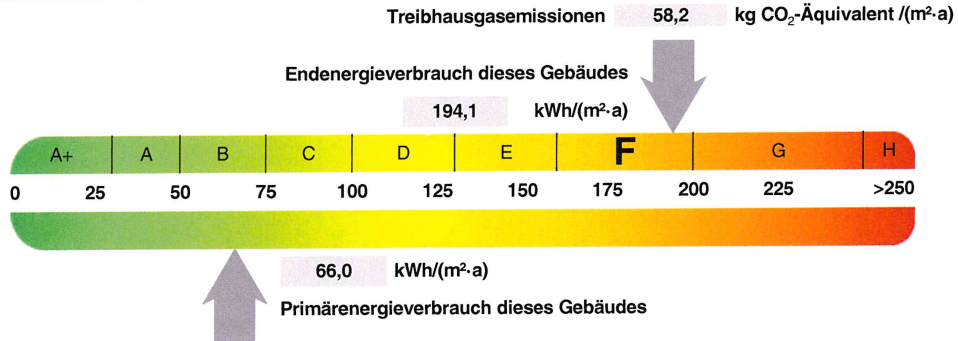 Treibhausgasemissionen 58,2 kg CO₂-Äquivalent /(m²·a)
Endenergieverbrauch dieses Gebäudes
194,1 kWh/(m²·a)
A+ A B C D E F G H
0 25 50 75 100 125 150 175 200 225 >250
66,0 kWh/(m²·a)
Primärenergieverbrauch dieses Gebäudes